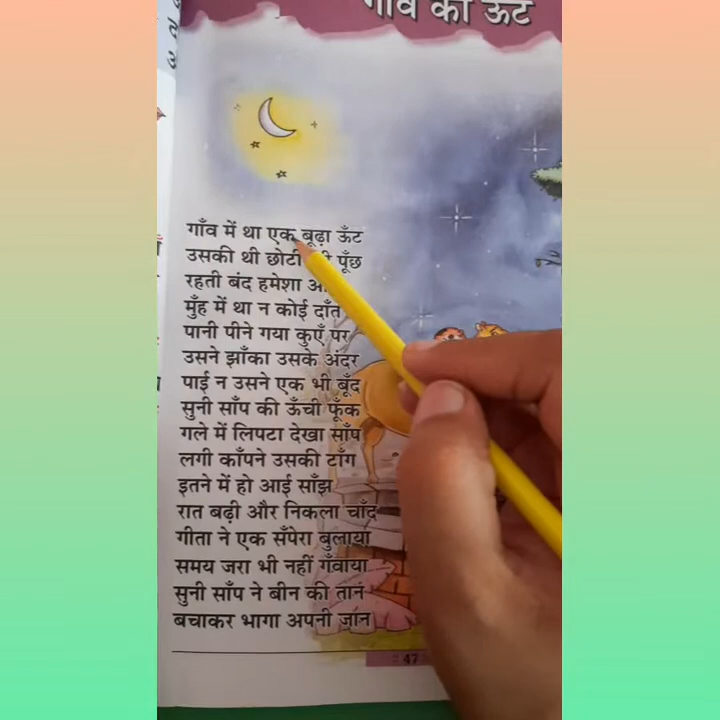 गाँव का ऊँट
गाँव में था एक बूढ़ा ऊँट
उसकी थी छोटी पूँछ
रहती बंद हमेशा
मुँह में था न कोई दाँत
पानी पीने गया कुएँ पर
उसने झाँका उसके अंदर
पाई न उसने एक भी बूँद
सुनी साँप की ऊँची फूँक
गले में लिपटा देखा साँप
लगी काँपने उसकी टाँग
इतने में हो आई साँझ
रात बढ़ी और निकला चाँद
गीता ने एक सँपेरा बुलाया
समय जरा भी नहीं गँवाया
सुनी साँप ने बीन की तान
बचाकर भागा अपनी जान
47